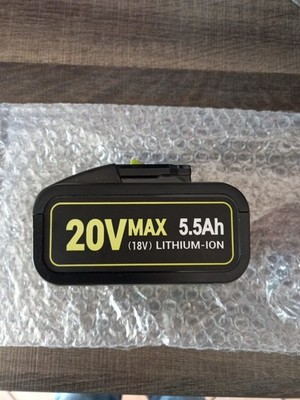 20VMAX 5.5Ah
(18V) LITHIUM-ION